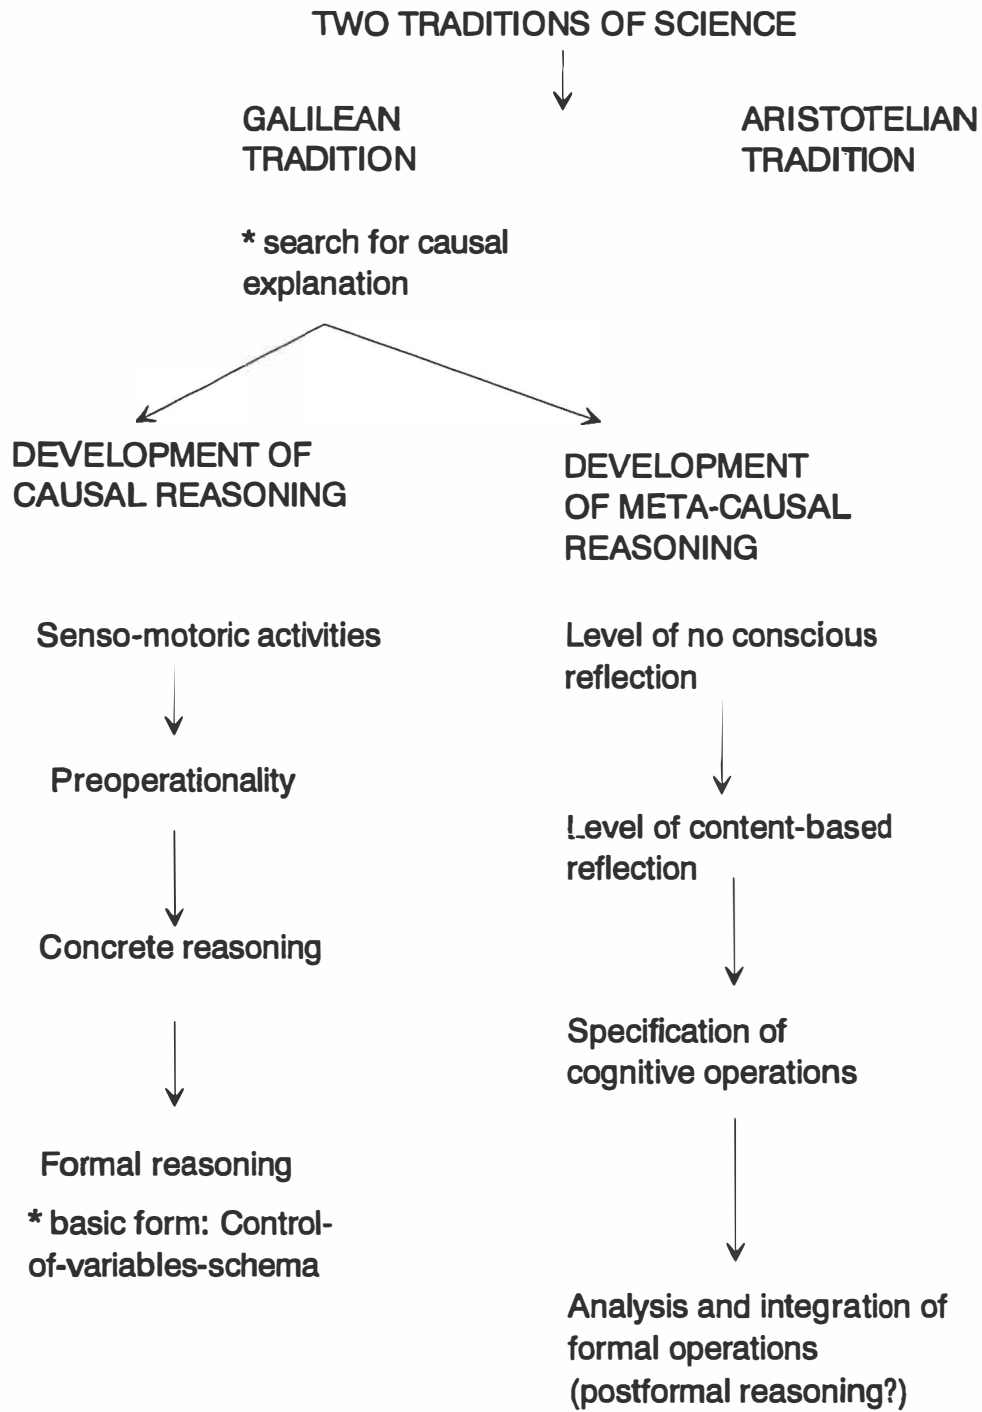 TWO TRADITIONS OF SCIENCE
GALILEAN
TRADITION
ARISTOTELIAN
TRADITION
* search for causal
explanation
DEVELOPMENT OF
CAUSAL REASONING
DEVELOPMENT
OF META-CAUSAL
REASONING
Senso-motoric activities
Preoperationality
Concrete reasoning
Formal reasoning
* basic form: Control-
of-variables-schema
Level of no conscious
reflection
Level of content-based
reflection
Specification of
cognitive operations
Analysis and integration of
formal operations
(postformal reasoning?)